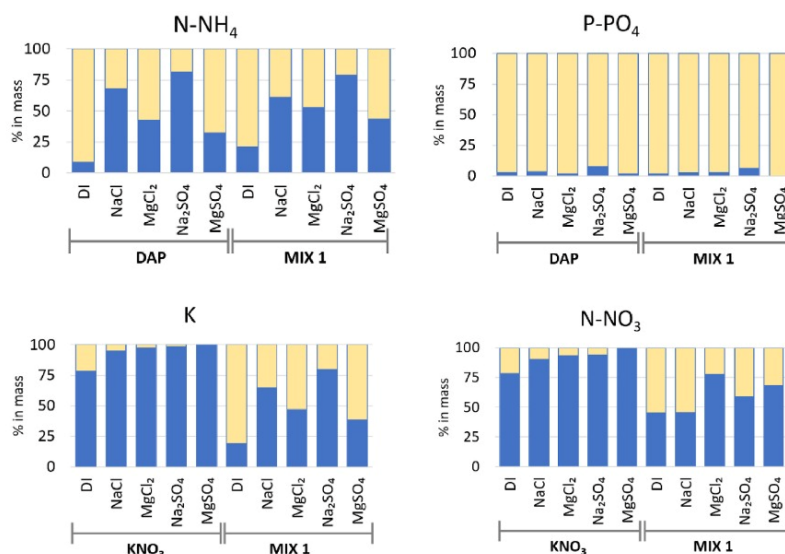 N-NH₄
% in mass
100
75
50
25
0
DI
NaCl
MgCl₂
Na₂SO₄
MgSO₄
DI
NaCl
MgCl₂
Na₂SO₄
MgSO₄
DAP
MIX 1
P-PO₄
% in mass
100
75
50
25
0
DI
NaCl
MgCl₂
Na₂SO₄
MgSO₄
DI
NaCl
MgCl₂
Na₂SO₄
MgSO₄
DAP
MIX 1
K
% in mass
100
75
50
25
0
DI
NaCl
MgCl₂
Na₂SO₄
MgSO₄
DI
NaCl
MgCl₂
Na₂SO₄
MgSO₄
KNO₃
MIX 1
N-NO₃
% in mass
100
75
50
25
0
DI
NaCl
MgCl₂
Na₂SO₄
MgSO₄
DI
NaCl
MgCl₂
Na₂SO₄
MgSO₄
KNO₃
MIX 1